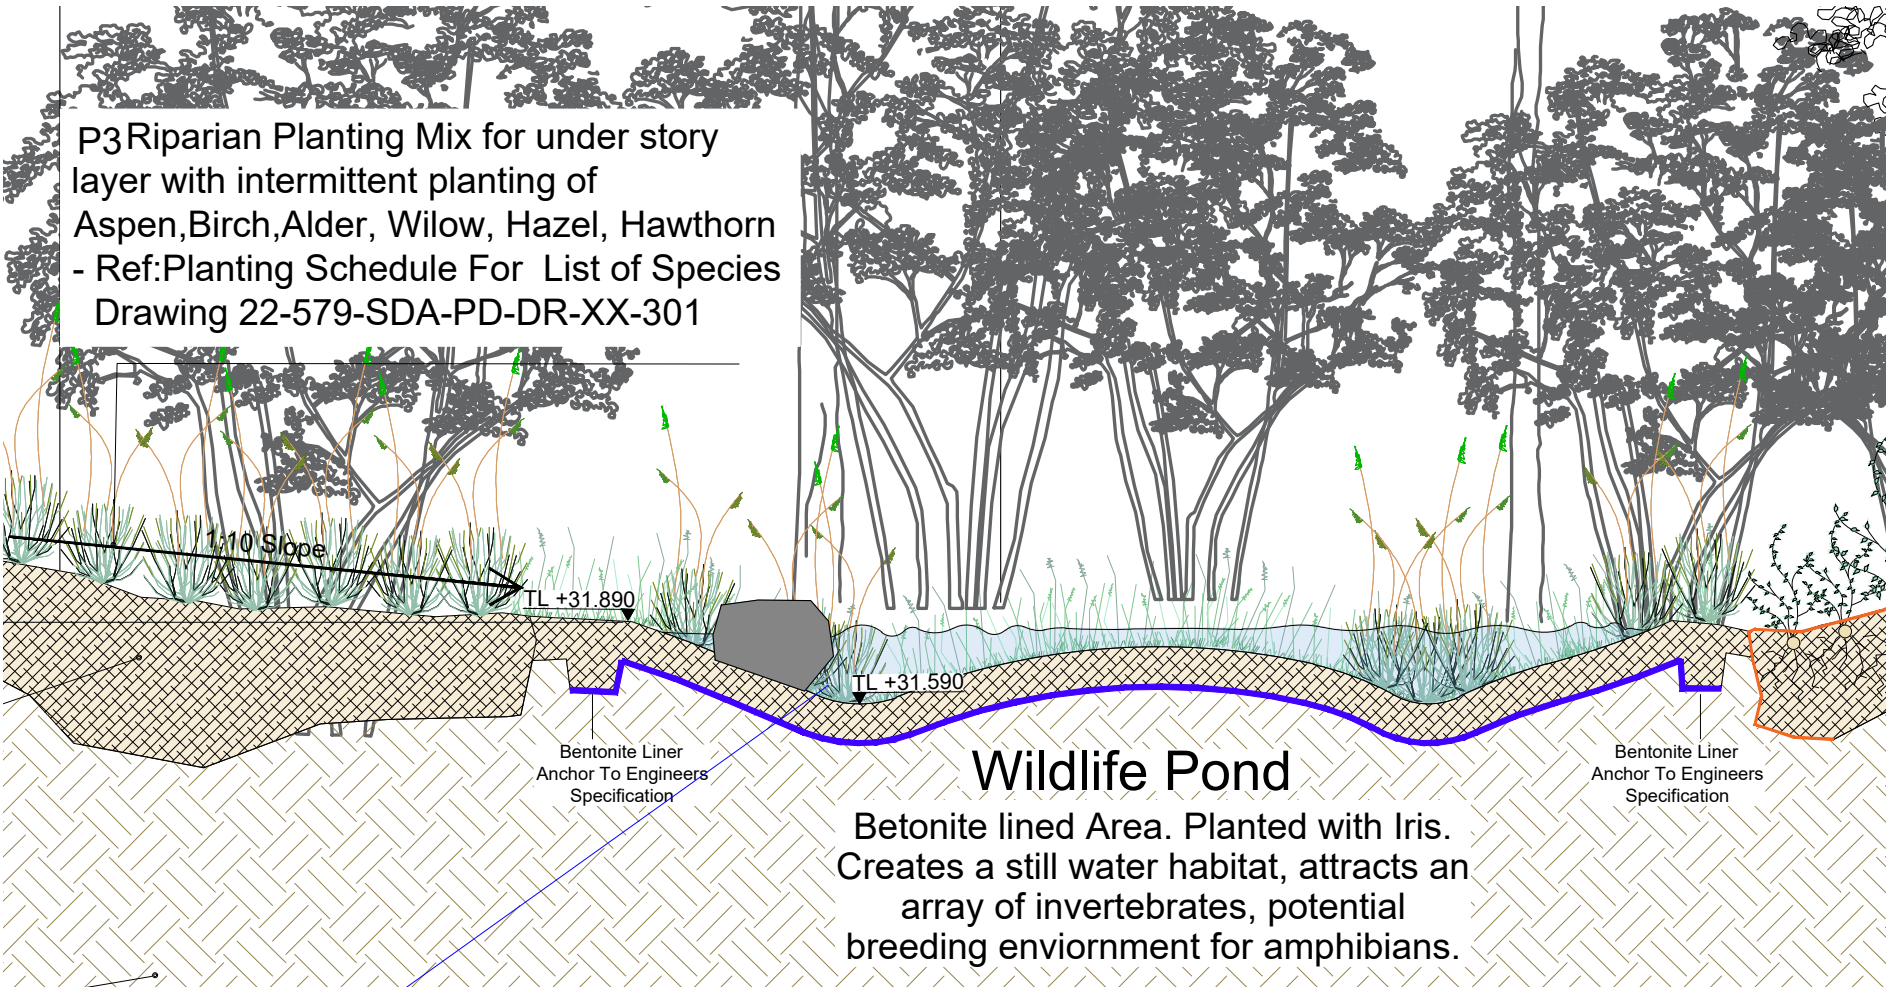 P3 Riparian Planting Mix for under story
layer with intermittent planting of
Aspen,Birch,Alder, Wilow, Hazel, Hawthorn
- Ref:Planting Schedule For List of Species
Drawing 22-579-SDA-PD-DR-XX-301
1:10 Slope
TL +31.890
TL +31.590
Bentonite Liner
Anchor To Engineers
Specification
Wildlife Pond
Betonite lined Area. Planted with Iris.
Creates a still water habitat, attracts an
array of invertebrates, potential
breeding enviornment for amphibians.
Bentonite Liner
Anchor To Engineers
Specification